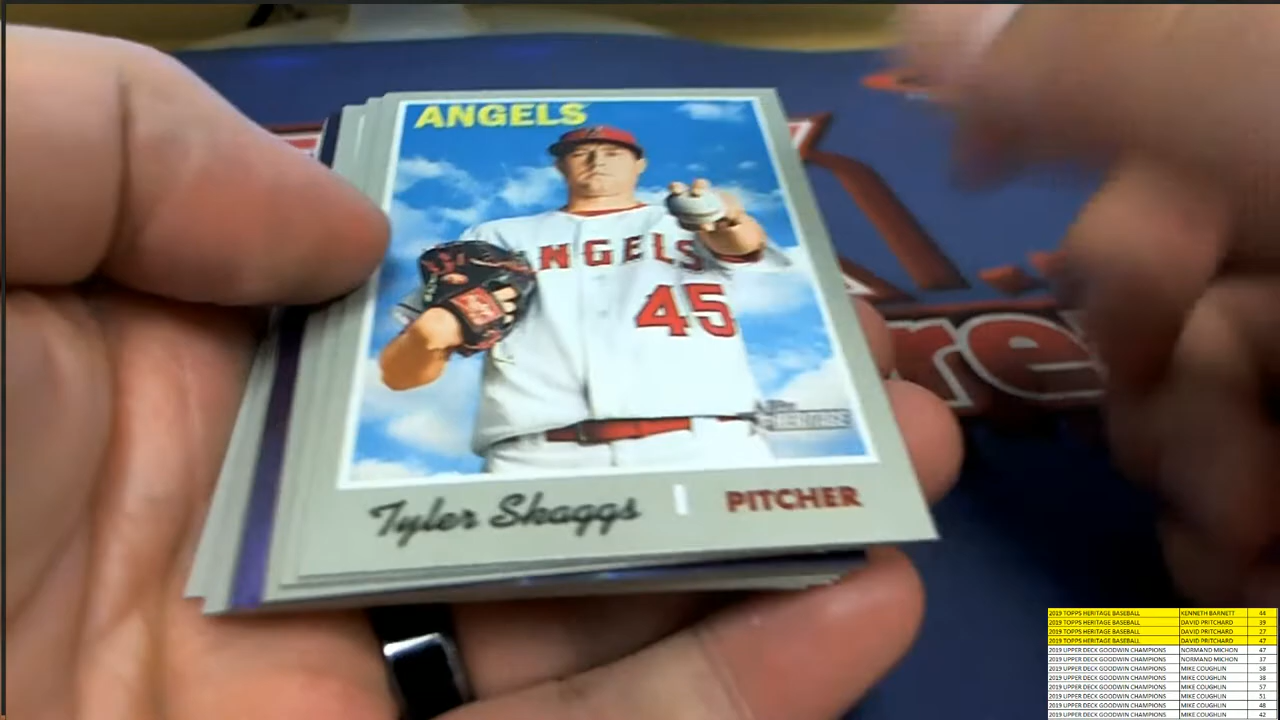 ANGELS
ANGELS
45
HERITAGE
Tyler Skaggs | PITCHER
re
2019 TOPPS HERITAGE BASEBALL KENNETH BARNETT 44
2019 TOPPS HERITAGE BASEBALL DAVID PRITCHARD 39
2019 TOPPS HERITAGE BASEBALL DAVID PRITCHARD 27
2019 TOPPS HERITAGE BASEBALL DAVID PRITCHARD 47
2019 UPPER DECK GOODWIN CHAMPIONS NORMAND MICHON 47
2019 UPPER DECK GOODWIN CHAMPIONS NORMAND MICHON 37
2019 UPPER DECK GOODWIN CHAMPIONS MIKE COUGHLIN 58
2019 UPPER DECK GOODWIN CHAMPIONS MIKE COUGHLIN 38
2019 UPPER DECK GOODWIN CHAMPIONS MIKE COUGHLIN 57
2019 UPPER DECK GOODWIN CHAMPIONS MIKE COUGHLIN 51
2019 UPPER DECK GOODWIN CHAMPIONS MIKE COUGHLIN 48
2019 UPPER DECK GOODWIN CHAMPIONS MIKE COUGHLIN 42